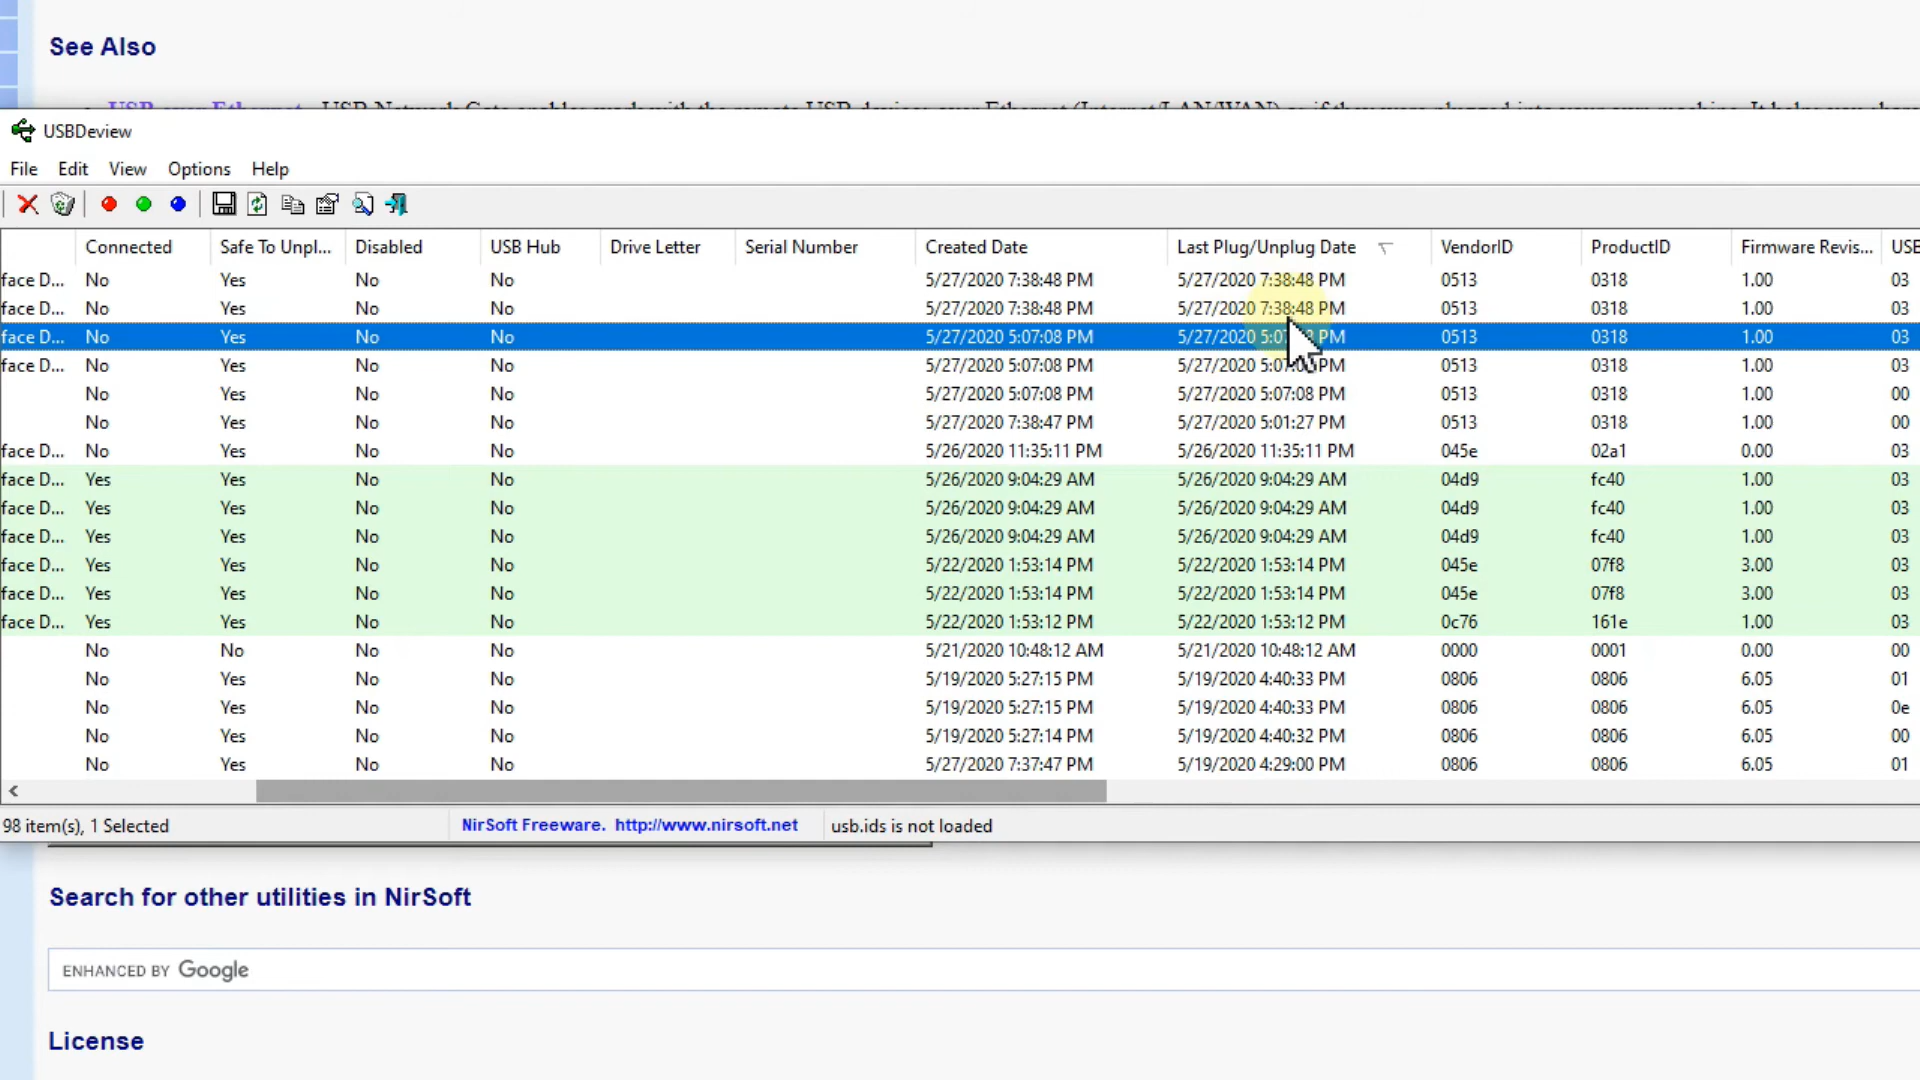 See Also
USBDeview
File Edit View Options Help
Connected Safe To Unpl... Disabled USB Hub Drive Letter Serial Number Created Date Last Plug/Unplug Date VendorID ProductID Firmware Revis... USB
face D... No Yes No No 5/27/2020 7:38:48 PM 5/27/2020 7:38:48 PM 0513 0318 1.00 03
face D... No Yes No No 5/27/2020 7:38:48 PM 5/27/2020 7:38:48 PM 0513 0318 1.00 03
face D... No Yes No No 5/27/2020 5:07:08 PM 5/27/2020 PM 0513 0318 1.00 03
face D... No Yes No No 5/27/2020 5:07:08 PM 5/27/2020 5:07:08 PM 0513 0318 1.00 03
No Yes No No 5/27/2020 5:07:08 PM 5/27/2020 5:07:08 PM 0513 0318 1.00 00
No Yes No No 5/27/2020 7:38:47 PM 5/27/2020 5:01:27 PM 0513 0318 1.00 00
face D... No Yes No No 5/26/2020 11:35:11 PM 5/26/2020 11:35:11 PM 045e 02a1 0.00 03
face D... Yes Yes No No 5/26/2020 9:04:29 AM 5/26/2020 9:04:29 AM 04d9 fc40 1.00 03
face D... Yes Yes No No 5/26/2020 9:04:29 AM 5/26/2020 9:04:29 AM 04d9 fc40 1.00 03
face D... Yes Yes No No 5/26/2020 9:04:29 AM 5/26/2020 9:04:29 AM 04d9 fc40 1.00 03
face D... Yes Yes No No 5/22/2020 1:53:14 PM 5/22/2020 1:53:14 PM 045e 07f8 3.00 03
face D... Yes Yes No No 5/22/2020 1:53:14 PM 5/22/2020 1:53:14 PM 045e 07f8 3.00 03
face D... Yes Yes No No 5/22/2020 1:53:12 PM 5/22/2020 1:53:12 PM 0c76 161e 1.00 03
No No No No 5/21/2020 10:48:12 AM 5/21/2020 10:48:12 AM 0000 0001 0.00 00
No Yes No No 5/19/2020 5:27:15 PM 5/19/2020 4:40:33 PM 0806 0806 6.05 01
No Yes No No 5/19/2020 5:27:15 PM 5/19/2020 4:40:33 PM 0806 0806 6.05 0e
No Yes No No 5/19/2020 5:27:14 PM 5/19/2020 4:40:32 PM 0806 0806 6.05 00
No Yes No No 5/27/2020 7:37:47 PM 5/19/2020 4:29:00 PM 0806 0806 6.05 01
98 item(s), 1 Selected NirSoft Freeware. http://www.nirsoft.net usb.ids is not loaded
Search for other utilities in NirSoft
ENHANCED BY Google
License